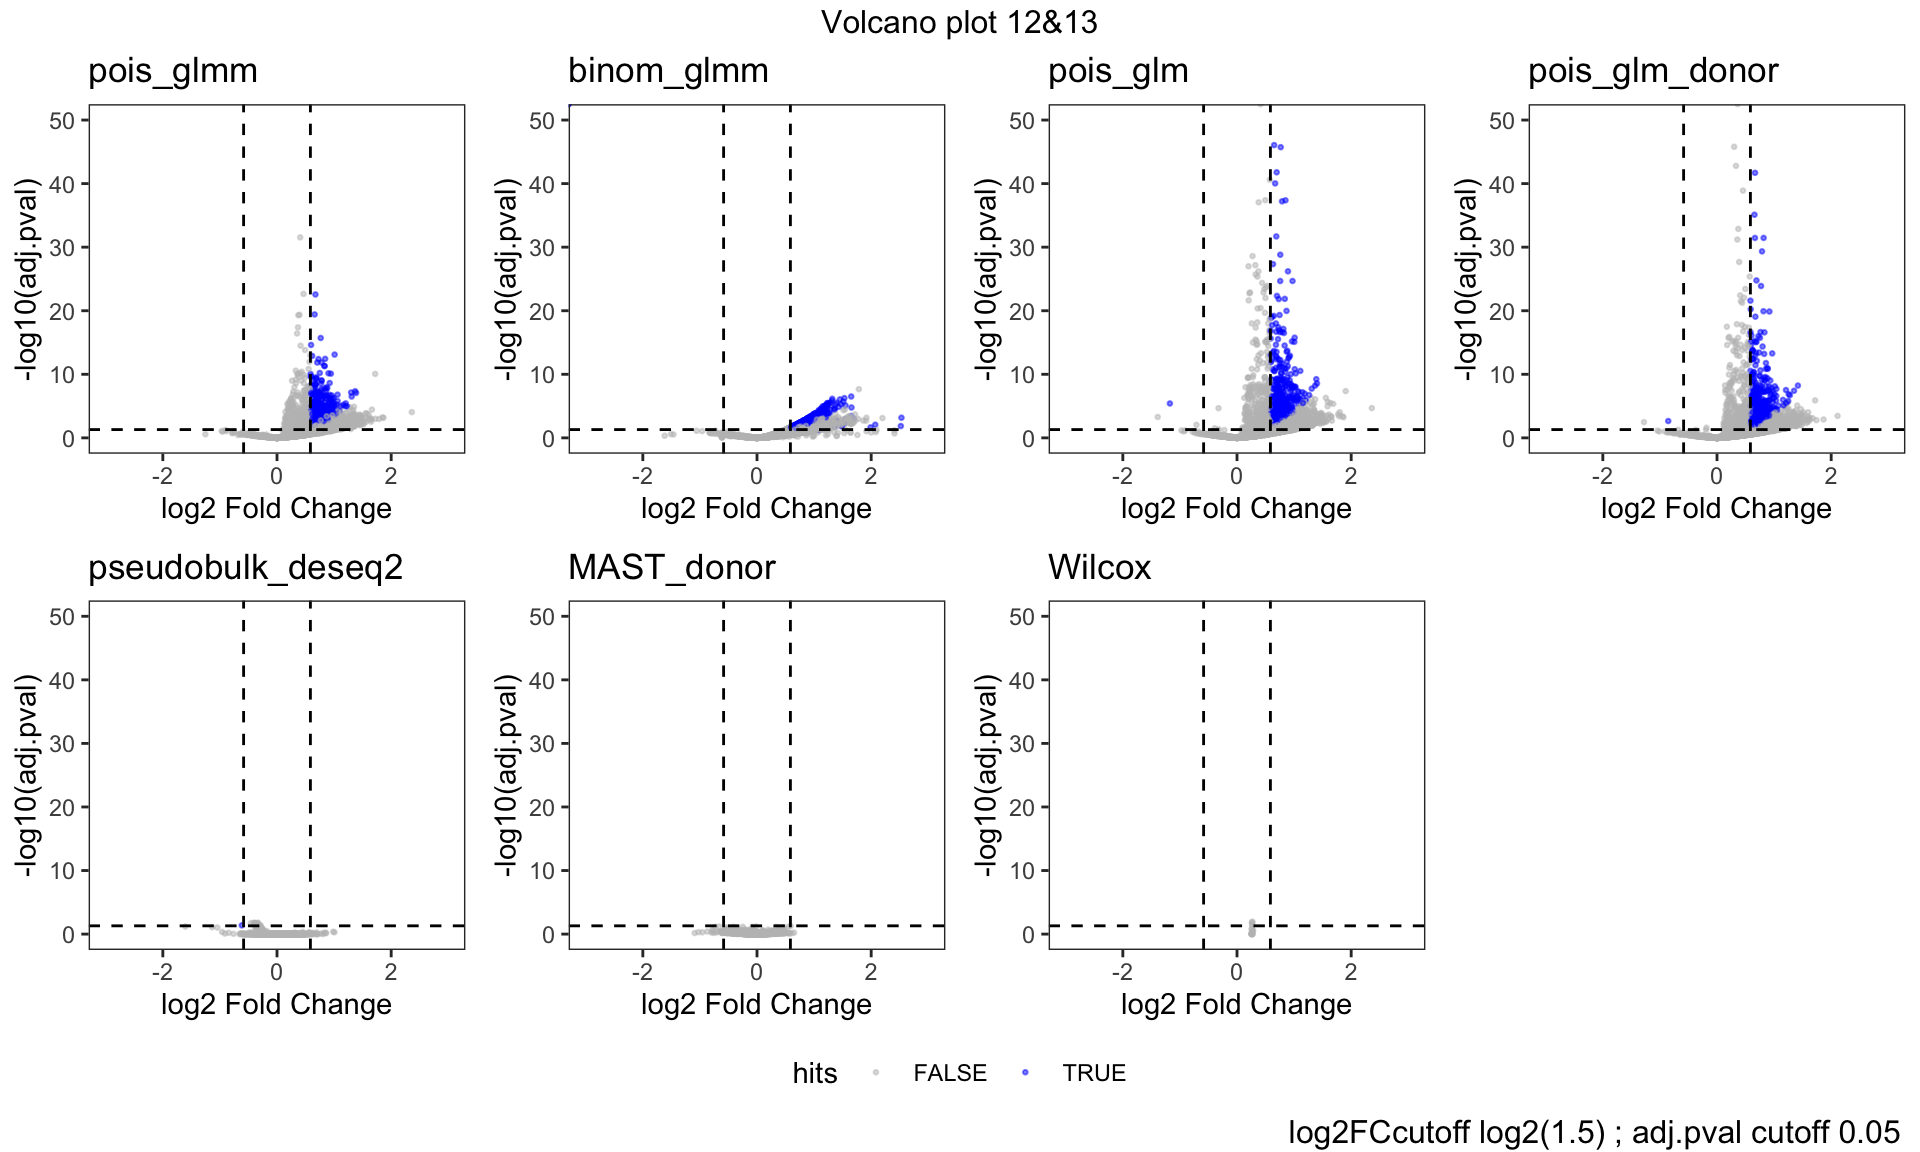 Volcano plot 12&13
pois_glmm
binom_glmm
pois_glm
pois_glm_donor
-log10(adj.pval)
50
40
30
20
10
0
-2 0 2
log2 Fold Change
-log10(adj.pval)
50
40
30
20
10
0
-2 0 2
log2 Fold Change
-log10(adj.pval)
50
40
30
20
10
0
-2 0 2
log2 Fold Change
-log10(adj.pval)
50
40
30
20
10
0
-2 0 2
log2 Fold Change
pseudobulk_deseq2
MAST_donor
Wilcox
-log10(adj.pval)
50
40
30
20
10
0
-2 0 2
log2 Fold Change
-log10(adj.pval)
50
40
30
20
10
0
-2 0 2
log2 Fold Change
-log10(adj.pval)
50
40
30
20
10
0
-2 0 2
log2 Fold Change
hits FALSE TRUE
log2FCcutoff log2(1.5) ; adj.pval cutoff 0.05